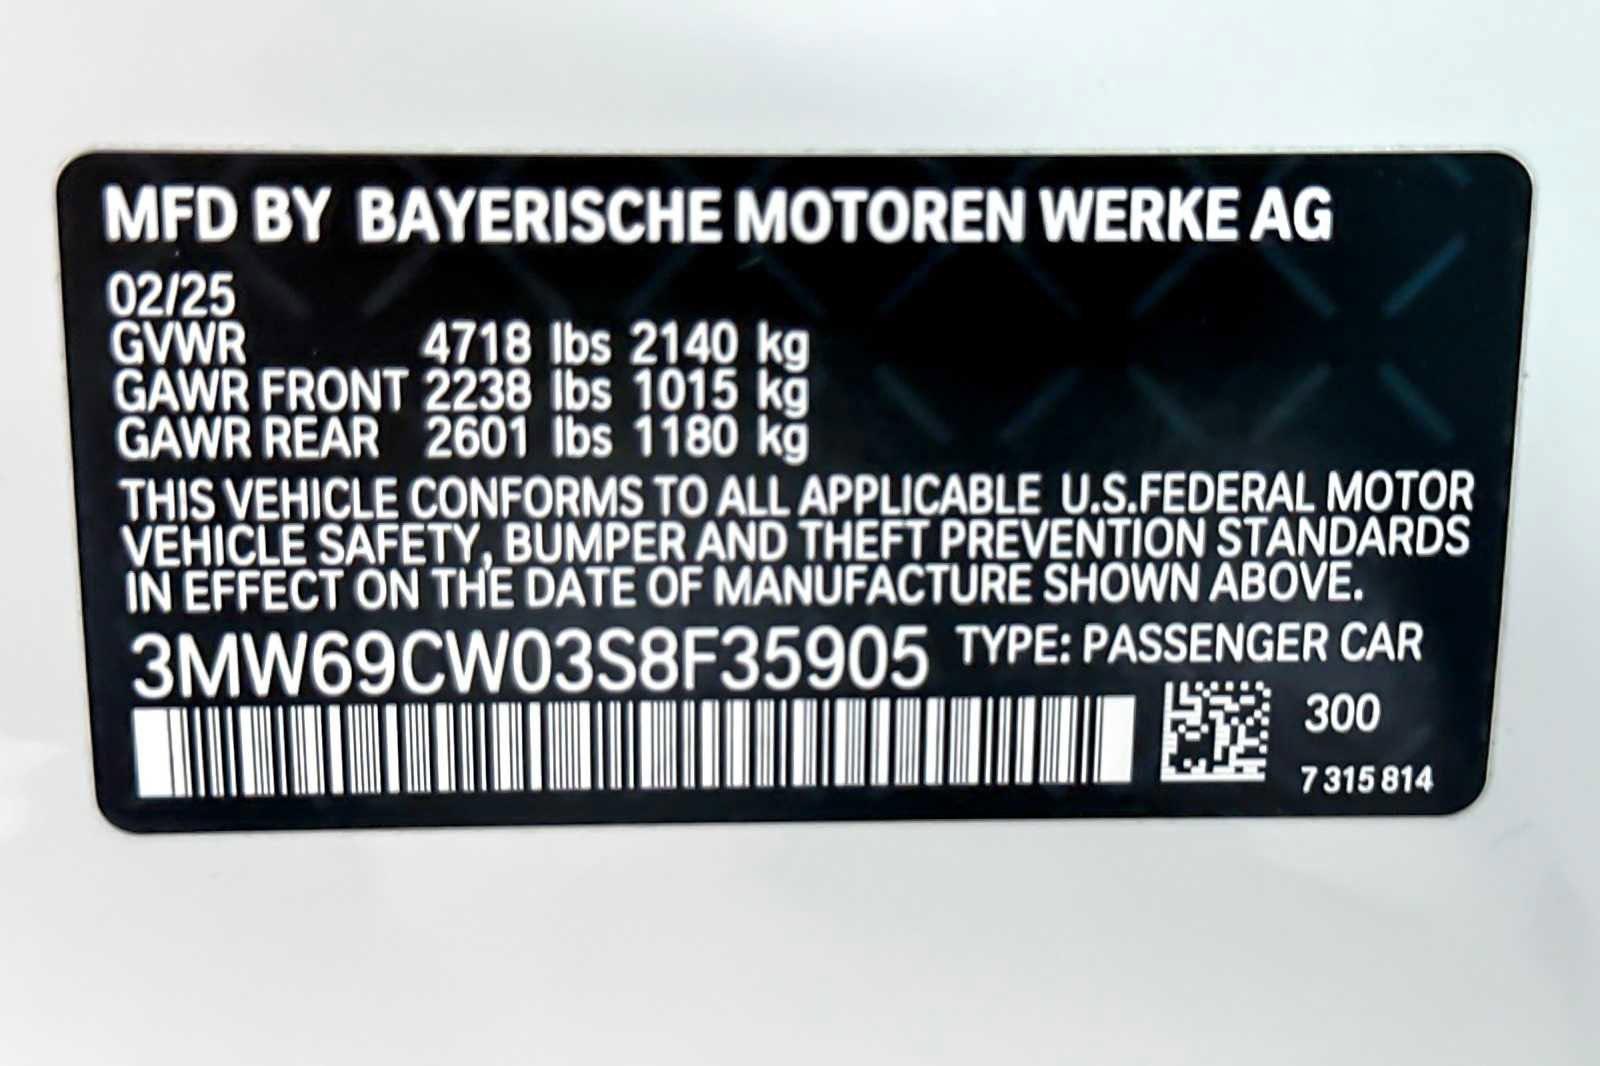 MFD BY BAYERISCHE MOTOREN WERKE AG
02/25
GVWR 4718 lbs 2140 kg
GAWR FRONT 2238 lbs 1015 kg
GAWR REAR 2601 lbs 1180 kg
THIS VEHICLE CONFORMS TO ALL APPLICABLE U.S.FEDERAL MOTOR
VEHICLE SAFETY, BUMPER AND THEFT PREVENTION STANDARDS
IN EFFECT ON THE DATE OF MANUFACTURE SHOWN ABOVE.
3MW69CW03S8F35905 TYPE: PASSENGER CAR
300
7 315 814